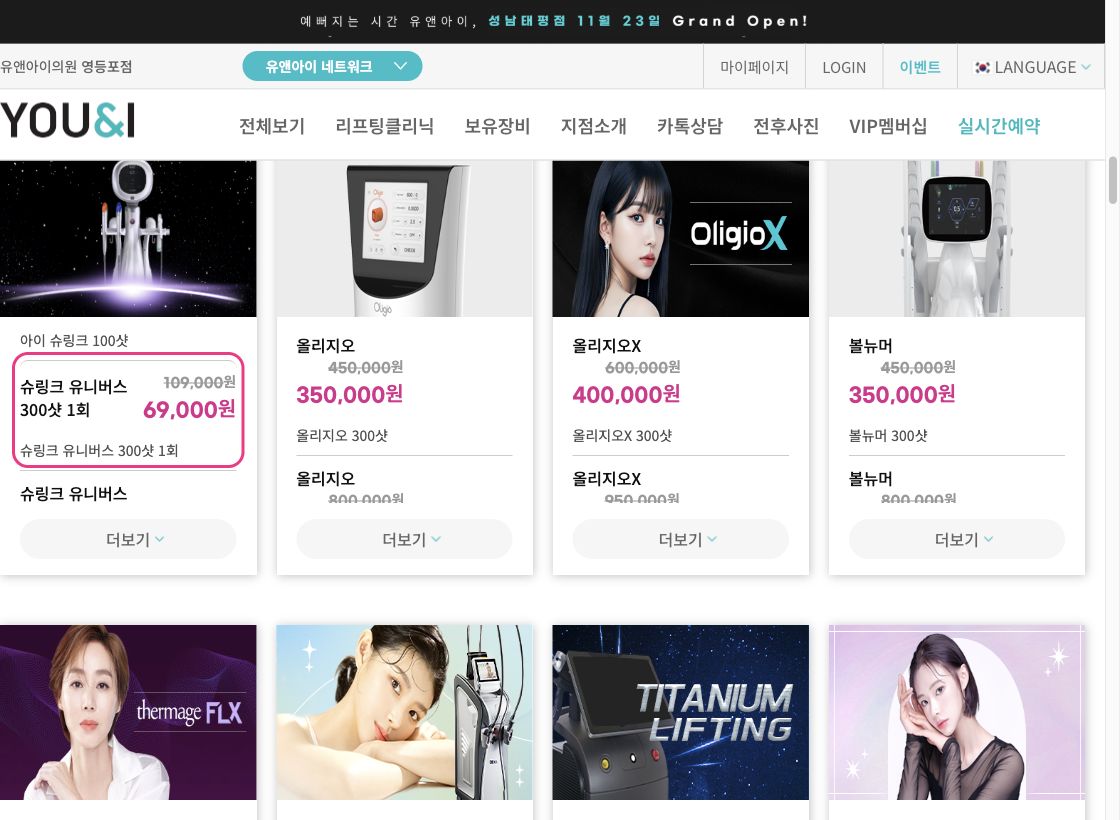 예뻐지는 시간 유앤아이, 성남태평점 11월 23일 Grand Open!
유앤아이의원 영등포점
유앤아이 네트워크
마이페이지
LOGIN
이벤트
LANGUAGE
YOU&I
전체보기
리프팅클리닉
보유장비
지점소개
카톡상담
전후사진
VIP멤버십
실시간예약
Oligio
OligioX
아이 슈링크 100샷
슈링크 유니버스
300샷 1회
109,000원
69,000원
슈링크 유니버스 300샷 1회
슈링크 유니버스
더보기
올리지오
450,000원
350,000원
올리지오 300샷
올리지오
800,000원
더보기
올리지오X
600,000원
400,000원
올리지오X 300샷
올리지오X
950,000원
더보기
볼뉴머
450,000원
350,000원
볼뉴머 300샷
볼뉴머
800,000원
더보기
thermage FLX
TITANIUM
LIFTING